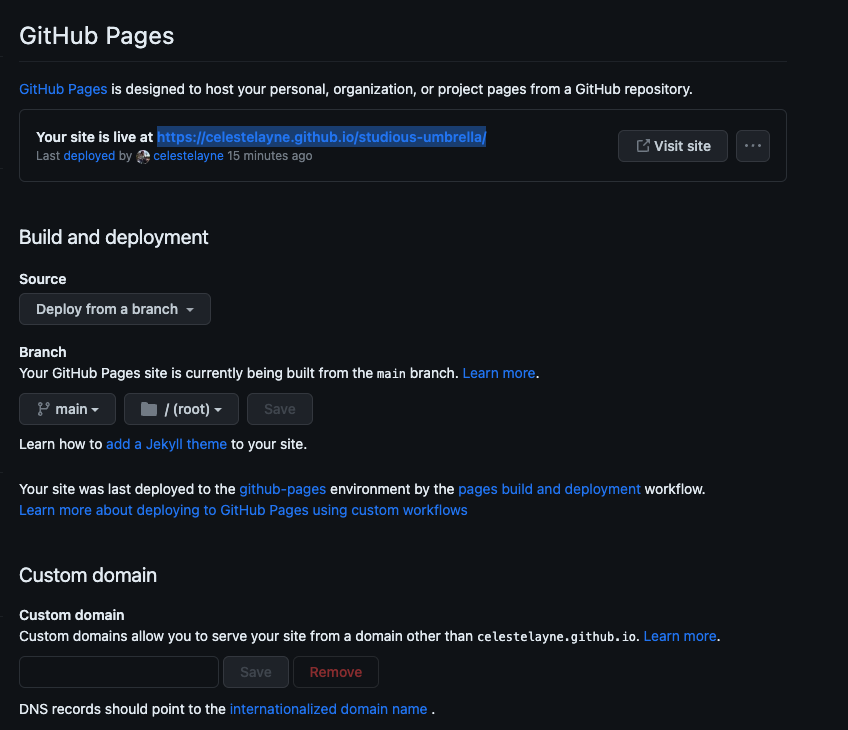 GitHub Pages
GitHub Pages is designed to host your personal, organization, or project pages from a GitHub repository.
Your site is live at https://celestelayne.github.io/studious-umbrella/
Last deployed by celestelayne 15 minutes ago
Visit site
Build and deployment
Source
Deploy from a branch
Branch
Your GitHub Pages site is currently being built from the main branch. Learn more.
main / (root) Save
Learn how to add a Jekyll theme to your site.
Your site was last deployed to the github-pages environment by the pages build and deployment workflow.
Learn more about deploying to GitHub Pages using custom workflows
Custom domain
Custom domain
Custom domains allow you to serve your site from a domain other than celestelayne.github.io. Learn more.
Save Remove
DNS records should point to the internationalized domain name .